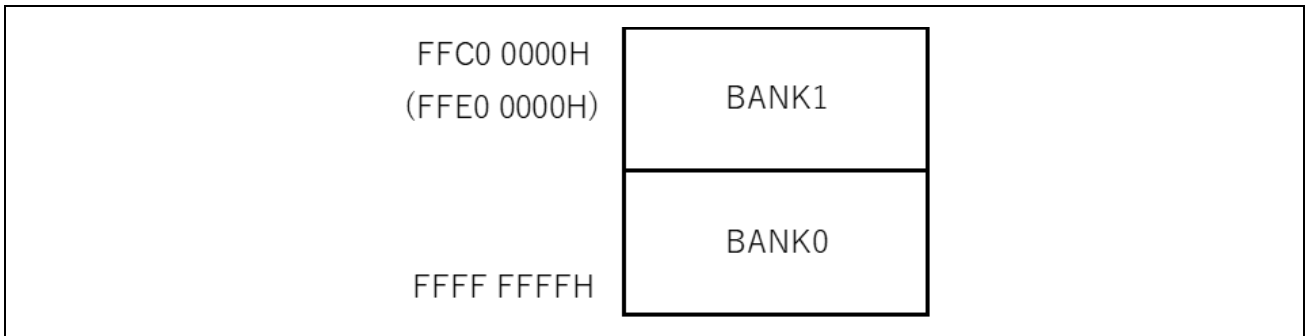 FFC0 0000H
(FFE0 0000H)
BANK1
BANK0
FFFF FFFFH